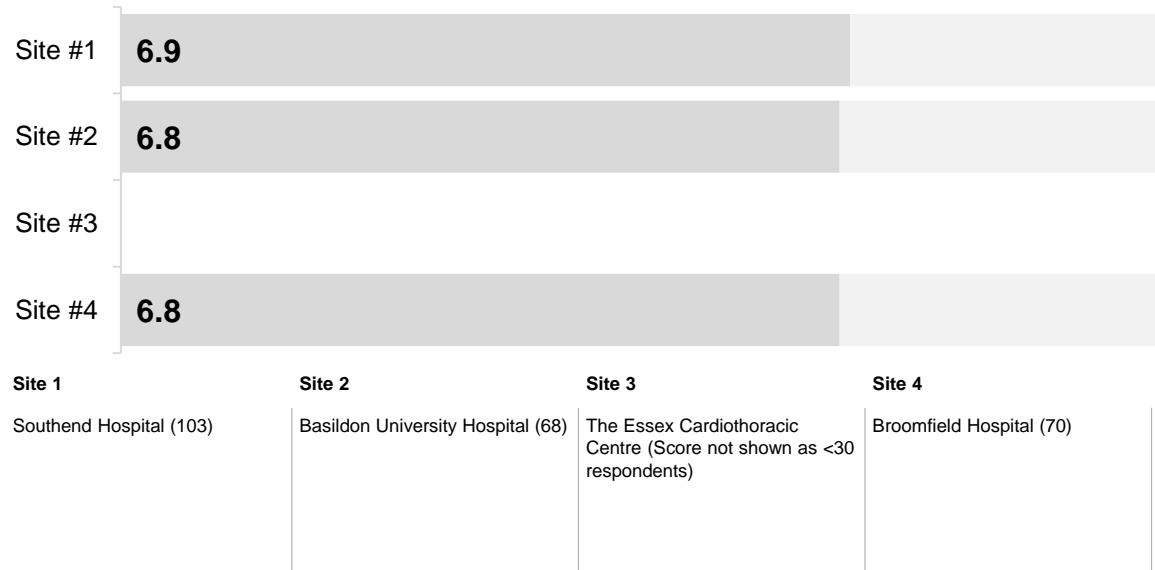 Site #1
6.9
Site #2
6.8
Site #3
Site #4
6.8
Site 1
Site 2
Site 3
Site 4
Southend Hospital (103)
Basildon University Hospital (68)
The Essex Cardiothoracic
Centre (Score not shown as <30
respondents)
Broomfield Hospital (70)